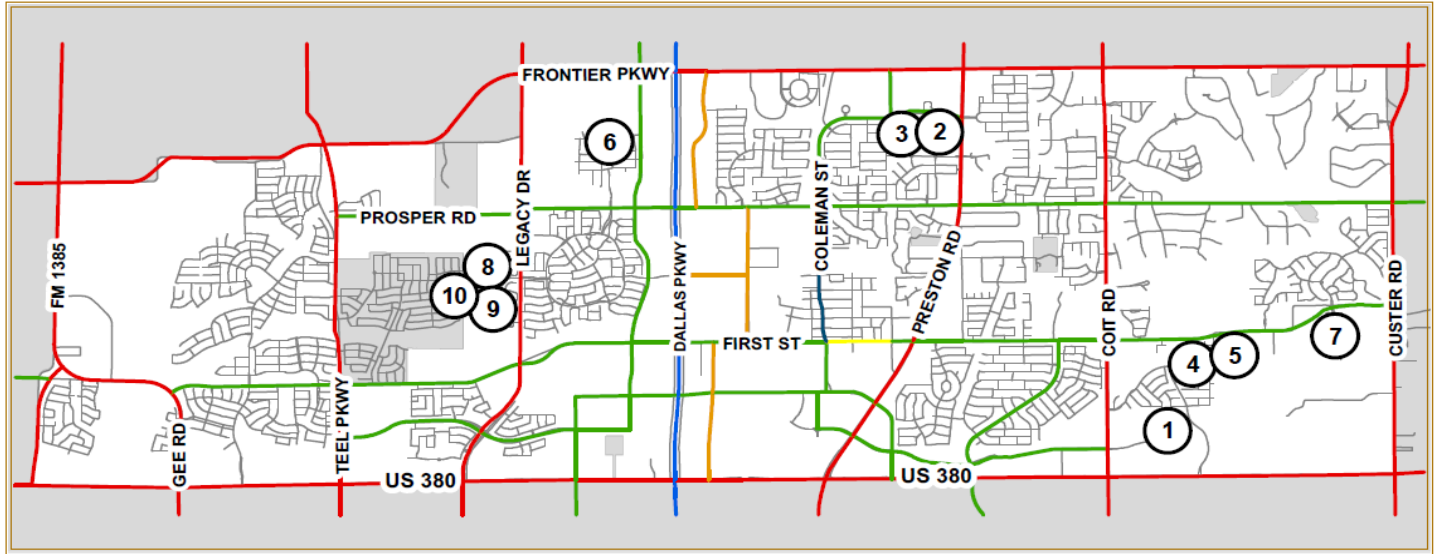 FRONTIER PKWY
6
3
2
COLEMAN ST
LEGACY DR
PROSPER RD
FM 1385
8
10
9
DALLAS PKWY
PRESTON RD
COIT RD
CUSTER RD
FIRST ST
7
4
5
1
GEE RD
TEEL PKWY
US 380
US 380